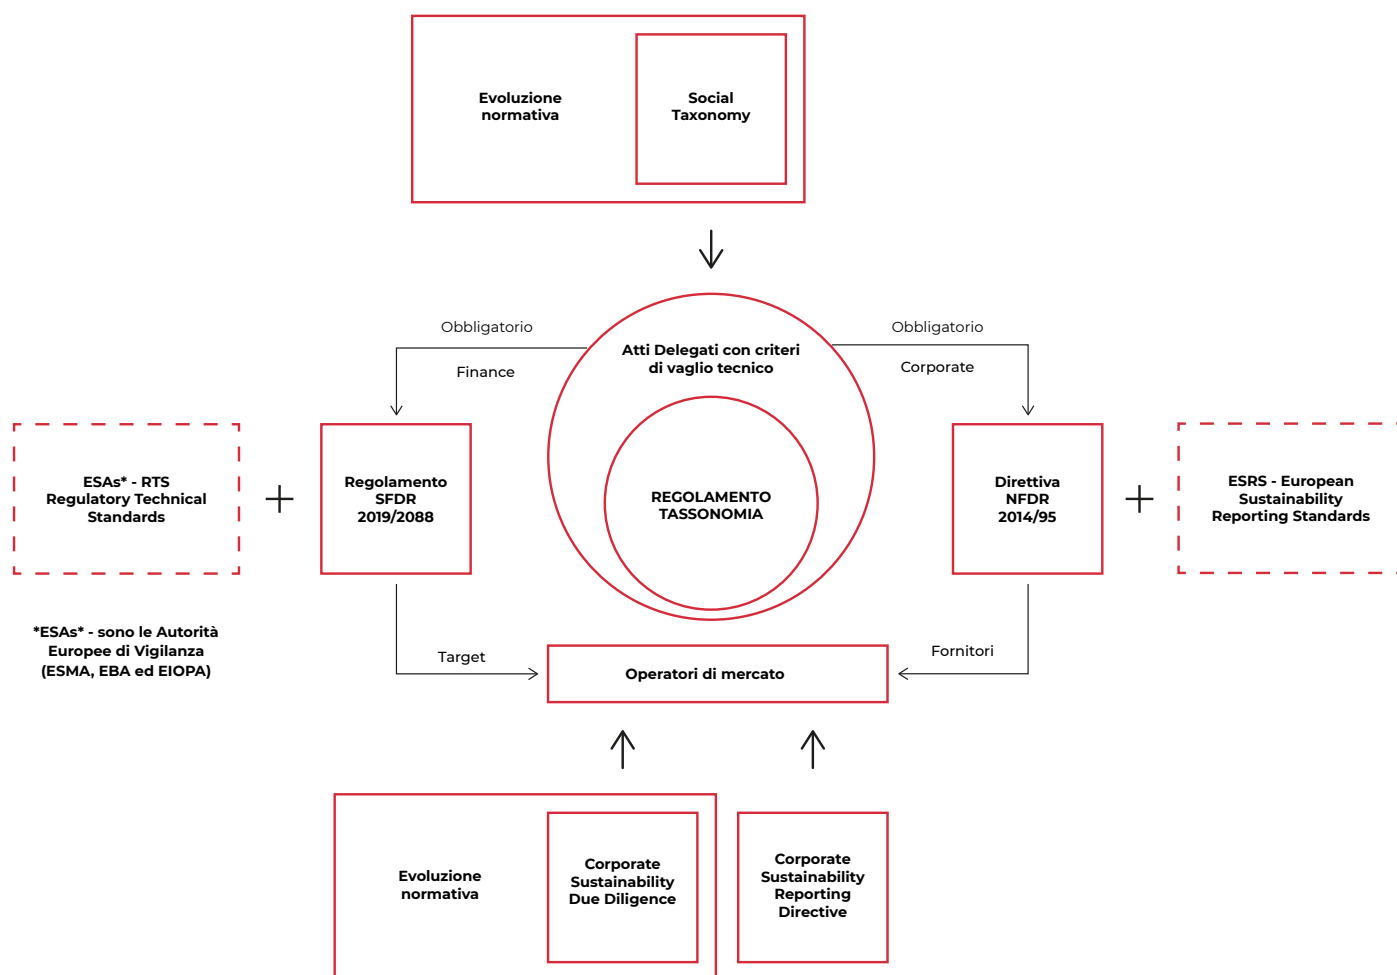 Evoluzione
normativa
Social
Taxonomy
Obbligatorio
Finance
Atti Delegati con criteri
di vaglio tecnico
Obbligatorio
Corporate
ESAs* - RTS
Regulatory Technical
Standards
+
Regolamento
SFDR
2019/2088
REGOLAMENTO
TASSONOMIA
Direttiva
NFDR
2014/95
+
ESRS - European
Sustainability
Reporting Standards
*ESAs* - sono le Autorità
Europee di Vigilanza
(ESMA, EBA ed EIOPA)
Target
Operatori di mercato
Fornitori
Evoluzione
normativa
Corporate
Sustainability
Due Diligence
Corporate
Sustainability
Reporting
Directive